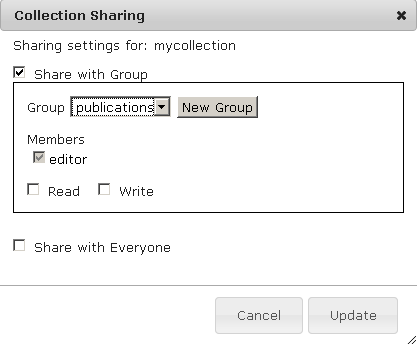 Collection Sharing
Sharing settings for: mycollection
Share with Group
Group publications New Group
Members
editor
Read Write
Share with Everyone
Cancel Update